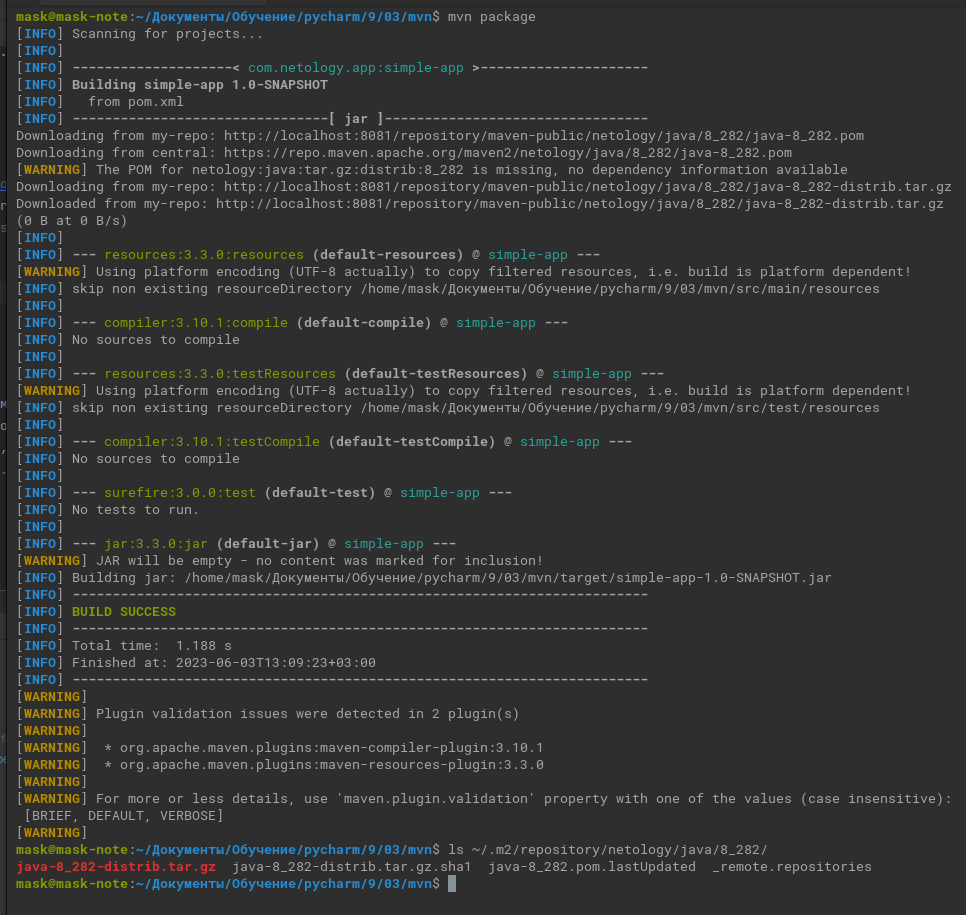 mask@mask-note:~/Документы/Обучение/pycharm/9/03/mvn$ mvn package
[INFO] Scanning for projects...
[INFO]
[INFO] --------------------< com.netology.app:simple-app >---------------------
[INFO] Building simple-app 1.0-SNAPSHOT
[INFO]   from pom.xml
[INFO] --------------------------------[ jar ]---------------------------------
Downloading from my-repo: http://localhost:8081/repository/maven-public/netology/java/8_282/java-8_282.pom
Downloading from central: https://repo.maven.apache.org/maven2/netology/java/8_282/java-8_282.pom
[WARNING] The POM for netology:java:tar.gz:distrib:8_282 is missing, no dependency information available
Downloading from my-repo: http://localhost:8081/repository/maven-public/netology/java/8_282/java-8_282-distrib.tar.gz
Downloaded from my-repo: http://localhost:8081/repository/maven-public/netology/java/8_282/java-8_282-distrib.tar.gz
(0 B at 0 B/s)
[INFO]
[INFO] --- resources:3.3.0:resources (default-resources) @ simple-app ---
[WARNING] Using platform encoding (UTF-8 actually) to copy filtered resources, i.e. build is platform dependent!
[INFO] skip non existing resourceDirectory /home/mask/Документы/Обучение/pycharm/9/03/mvn/src/main/resources
[INFO]
[INFO] --- compiler:3.10.1:compile (default-compile) @ simple-app ---
[INFO] No sources to compile
[INFO]
[INFO] --- resources:3.3.0:testResources (default-testResources) @ simple-app ---
[WARNING] Using platform encoding (UTF-8 actually) to copy filtered resources, i.e. build is platform dependent!
[INFO] skip non existing resourceDirectory /home/mask/Документы/Обучение/pycharm/9/03/mvn/src/test/resources
[INFO]
[INFO] --- compiler:3.10.1:testCompile (default-testCompile) @ simple-app ---
[INFO] No sources to compile
[INFO]
[INFO] --- surefire:3.0.0:test (default-test) @ simple-app ---
[INFO] No tests to run.
[INFO]
[INFO] --- jar:3.3.0:jar (default-jar) @ simple-app ---
[WARNING] JAR will be empty - no content was marked for inclusion!
[INFO] Building jar: /home/mask/Документы/Обучение/pycharm/9/03/mvn/target/simple-app-1.0-SNAPSHOT.jar
[INFO] ------------------------------------------------------------------------
[INFO] BUILD SUCCESS
[INFO] ------------------------------------------------------------------------
[INFO] Total time:  1.188 s
[INFO] Finished at: 2023-06-03T13:09:23+03:00
[INFO] ------------------------------------------------------------------------
[WARNING]
[WARNING] Plugin validation issues were detected in 2 plugin(s)
[WARNING]
[WARNING]  * org.apache.maven.plugins:maven-compiler-plugin:3.10.1
[WARNING]  * org.apache.maven.plugins:maven-resources-plugin:3.3.0
[WARNING]
[WARNING] For more or less details, use 'maven.plugin.validation' property with one of the values (case insensitive):
 [BRIEF, DEFAULT, VERBOSE]
[WARNING]
mask@mask-note:~/Документы/Обучение/pycharm/9/03/mvn$ ls ~/.m2/repository/netology/java/8_282/
java-8_282-distrib.tar.gz  java-8_282-distrib.tar.gz.sha1  java-8_282.pom.lastUpdated  _remote.repositories
mask@mask-note:~/Документы/Обучение/pycharm/9/03/mvn$